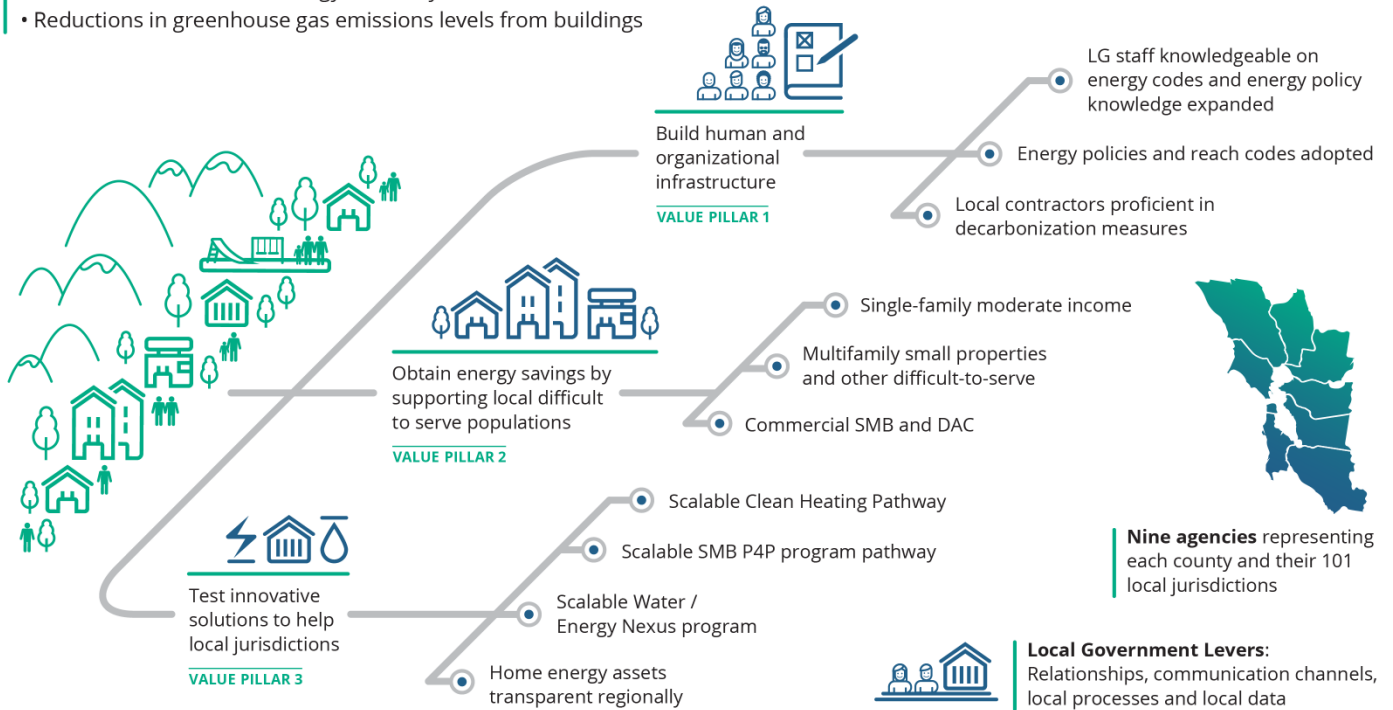 • Reductions in greenhouse gas emissions levels from buildings
Build human and
organizational
infrastructure
VALUE PILLAR 1
LG staff knowledgeable on
energy codes and energy policy
knowledge expanded
Energy policies and reach codes adopted
Local contractors proficient in
decarbonization measures
Obtain energy savings by
supporting local difficult
to serve populations
VALUE PILLAR 2
Single-family moderate income
Multifamily small properties
and other difficult-to-serve
Commercial SMB and DAC
Test innovative
solutions to help
local jurisdictions
VALUE PILLAR 3
Scalable Clean Heating Pathway
Scalable SMB P4P program pathway
Scalable Water /
Energy Nexus program
Home energy assets
transparent regionally
Nine agencies representing
each county and their 101
local jurisdictions
Local Government Levers:
Relationships, communication channels,
local processes and local data